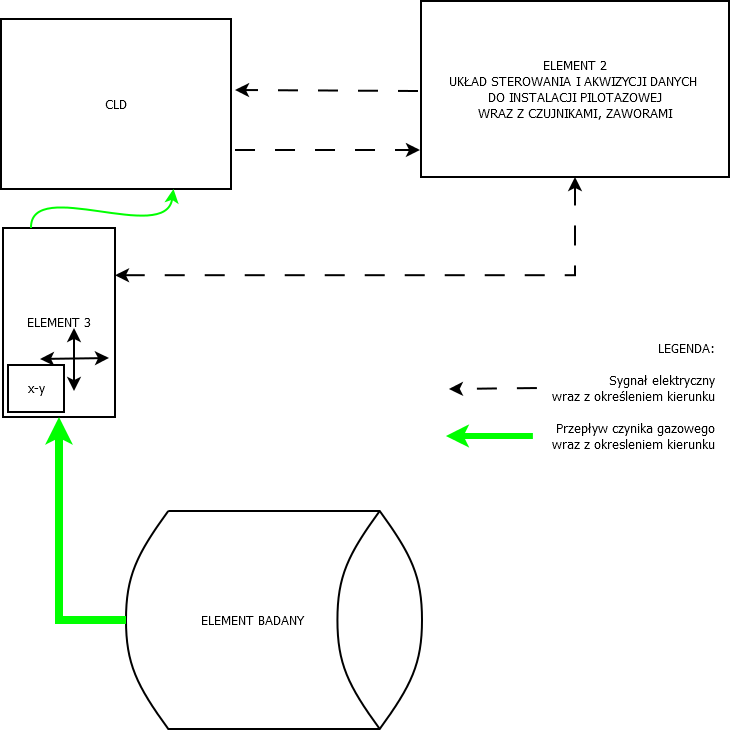 CLD
ELEMENT 2
UKŁAD STEROWANIA I AKWIZYCJI DANYCH
DO INSTALACJI PILOTAZOWEJ
WRAZ Z CZUJNIKAMI, ZAWORAMI
ELEMENT 3
x-y
LEGENDA:
Sygnał elektryczny
wraz z określeniem kierunku
Przepływ czynika gazowego
wraz z okresleniem kierunku
ELEMENT BADANY